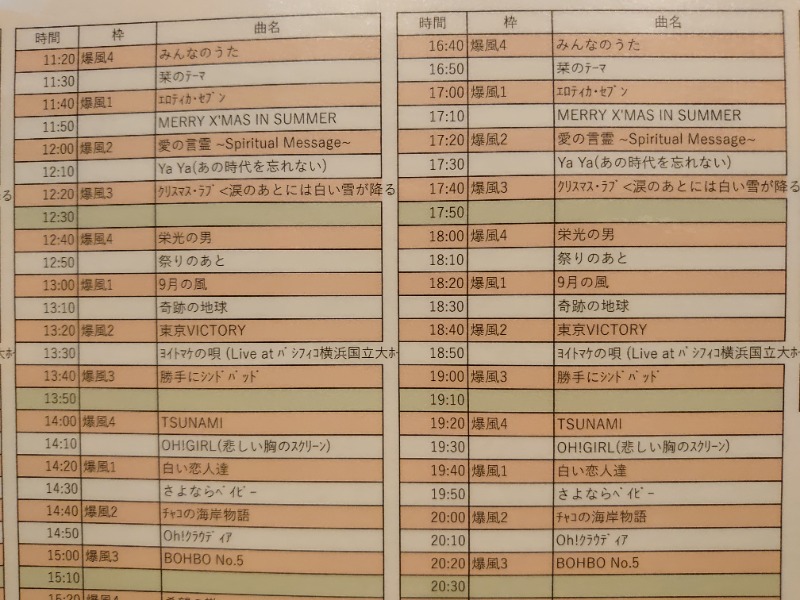 時間 枠 曲名
11:20 爆風4 みんなのうた
11:30 栞のﾃｰﾏ
11:40 爆風1 ｴﾛﾃｨｶ・ｾﾌﾞﾝ
11:50 MERRY X'MAS IN SUMMER
12:00 爆風2 愛の言霊 ~Spiritual Message~
12:10 Ya Ya(あの時代を忘れない)
12:20 爆風3 ｸﾘｽﾏｽ・ﾗﾌﾞ <涙のあとには白い雪が降る
12:30
12:40 爆風4 栄光の男
12:50 祭りのあと
13:00 爆風1 9月の風
13:10 奇跡の地球
13:20 爆風2 東京VICTORY
13:30 ﾖｲﾄﾏｹの唄 (Live at ﾊﾟｼﾌｨｺ横浜国立大ﾎ
13:40 爆風3 勝手にｼﾝﾄﾞﾊﾞｯﾄﾞ
13:50
14:00 爆風4 TSUNAMI
14:10 OH!GIRL(悲しい胸のｽｸﾘｰﾝ)
14:20 爆風1 白い恋人達
14:30 さよならﾍﾞｲﾋﾞｰ
14:40 爆風2 ﾁｬｺの海岸物語
14:50 Oh!ｸﾗｳﾃﾞｨｱ
15:00 爆風3 BOHBO No.5
15:10
15:20 爆風4
時間 枠 曲名
16:40 爆風4 みんなのうた
16:50 栞のﾃｰﾏ
17:00 爆風1 ｴﾛﾃｨｶ・ｾﾌﾞﾝ
17:10 MERRY X'MAS IN SUMMER
17:20 爆風2 愛の言霊 ~Spiritual Message~
17:30 Ya Ya(あの時代を忘れない)
17:40 爆風3 ｸﾘｽﾏｽ・ﾗﾌﾞ <涙のあとには白い雪が降る
17:50
18:00 爆風4 栄光の男
18:10 祭りのあと
18:20 爆風1 9月の風
18:30 奇跡の地球
18:40 爆風2 東京VICTORY
18:50 ﾖｲﾄﾏｹの唄 (Live at ﾊﾟｼﾌｨｺ横浜国立大ﾎ
19:00 爆風3 勝手にｼﾝﾄﾞﾊﾞｯﾄﾞ
19:10
19:20 爆風4 TSUNAMI
19:30 OH!GIRL(悲しい胸のｽｸﾘｰﾝ)
19:40 爆風1 白い恋人達
19:50 さよならﾍﾞｲﾋﾞｰ
20:00 爆風2 ﾁｬｺの海岸物語
20:10 Oh!ｸﾗｳﾃﾞｨｱ
20:20 爆風3 BOHBO No.5
20:30